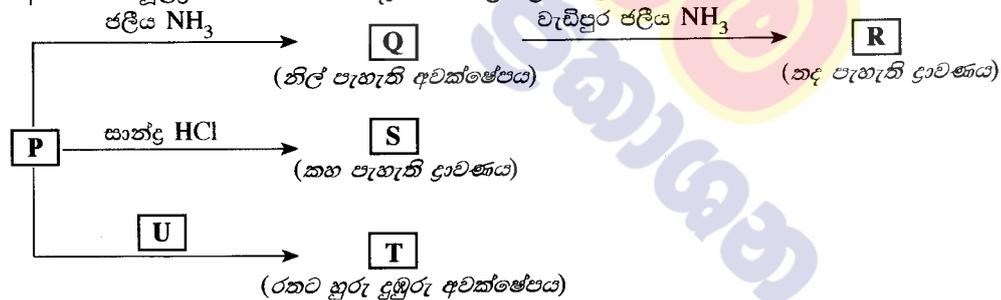 ජලීය NH₃ වැඩිපුර ජලීය NH₃
Q R
(නිල් පැහැති අවක්ෂේපය) (තද පැහැති ද්‍රාවණය)
සාන්ද්‍ර HCl
P S
(කහ පැහැති ද්‍රාවණය)
U
T
(රතට හුරු දුඹුරු අවක්ෂේපය)